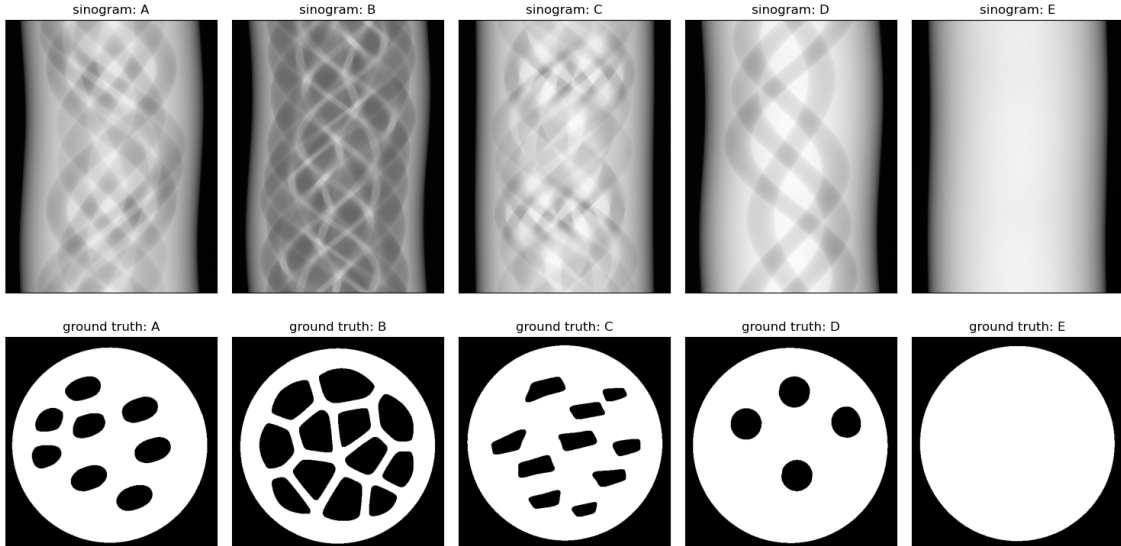 sinogram: A
sinogram: B
sinogram: C
sinogram: D
sinogram: E
ground truth: A
ground truth: B
ground truth: C
ground truth: D
ground truth: E